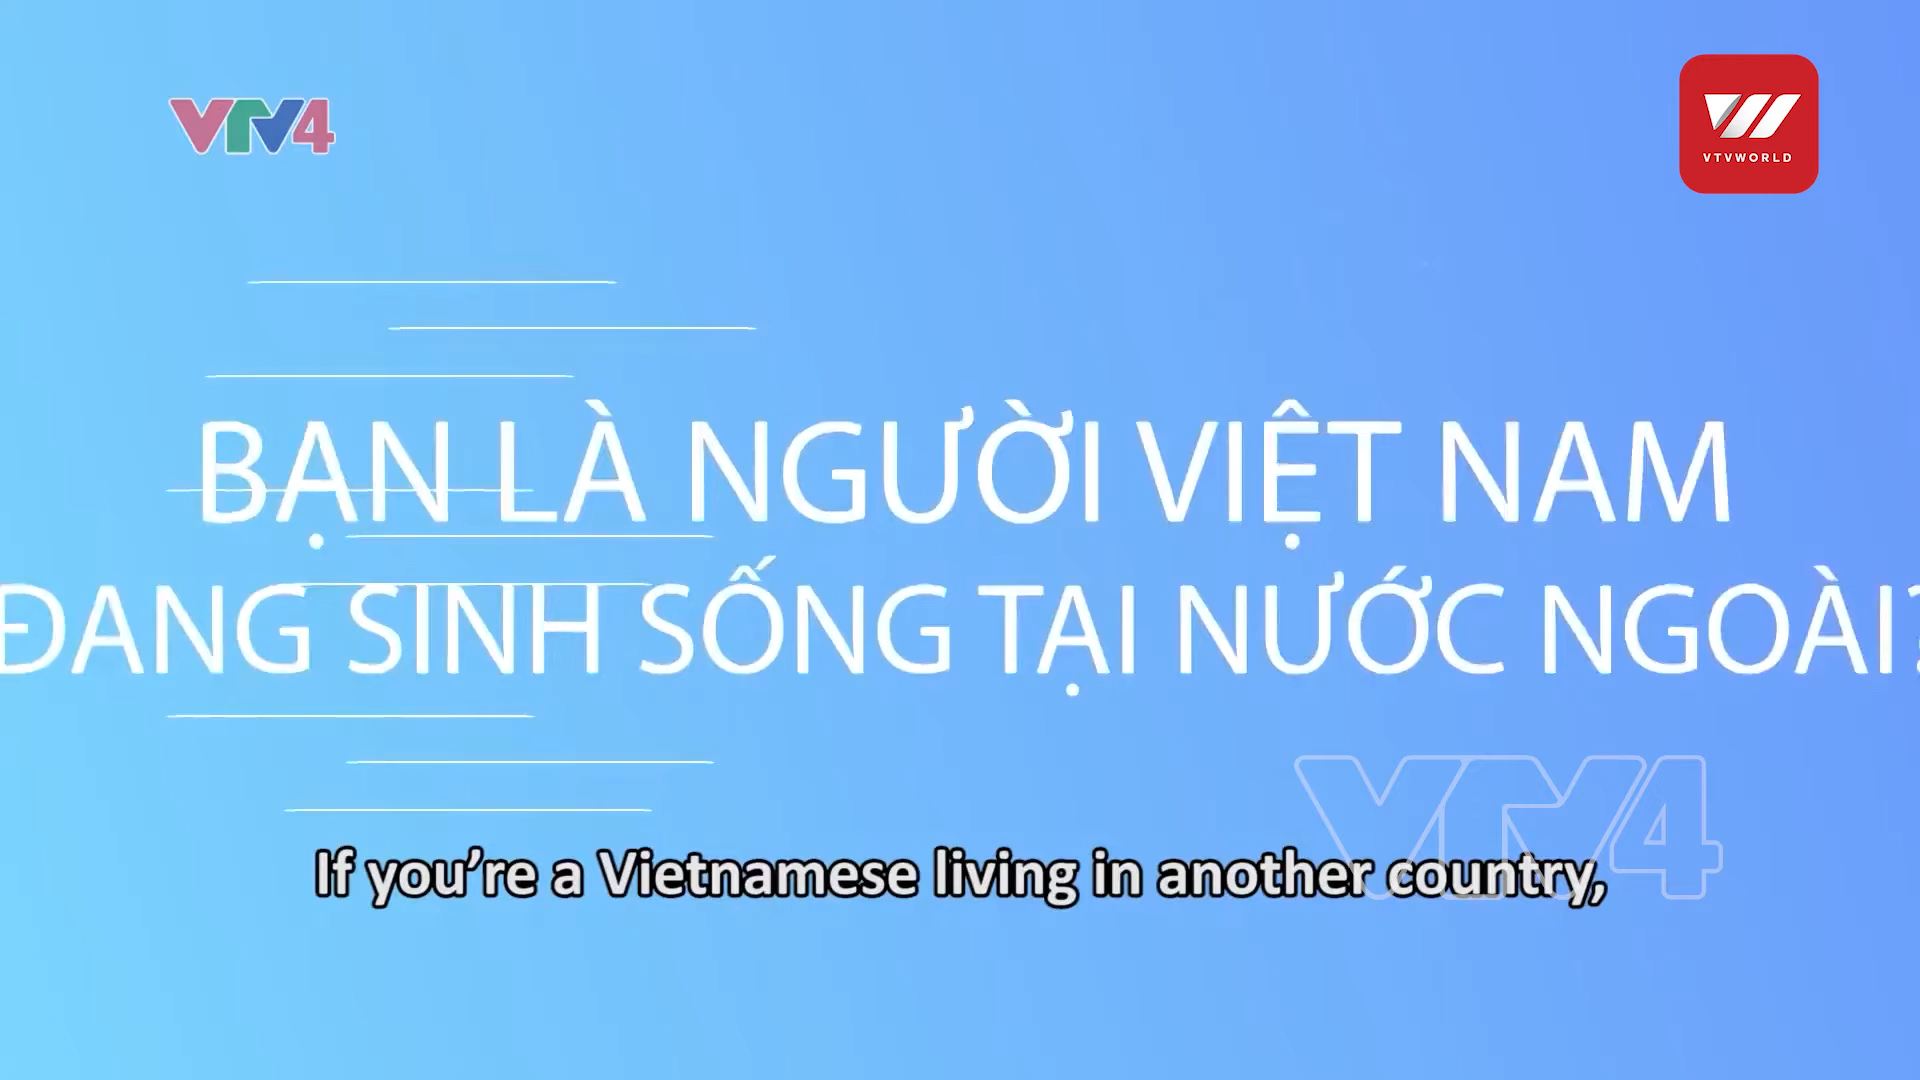 VTV4
VTVWORLD
BẠN LÀ NGƯỜI VIỆT NAM
ĐANG SINH SỐNG TẠI NƯỚC NGOÀI?
VTV4
If you’re a Vietnamese living in another country,